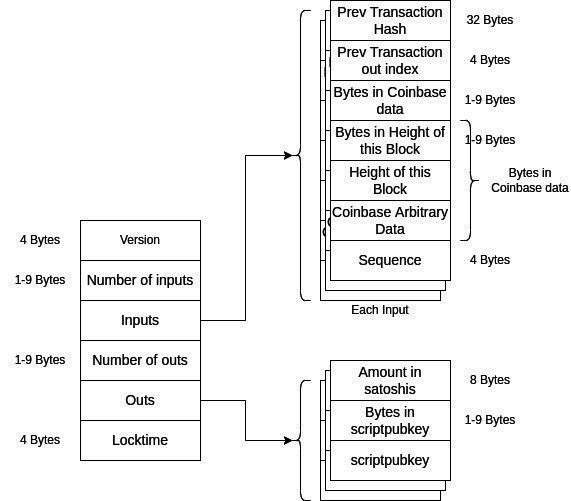 Prev Transaction
Hash
32 Bytes
Prev Transaction
out index
4 Bytes
Bytes in Coinbase
data
1-9 Bytes
Bytes in Height of
this Block
1-9 Bytes
Height of this
Block
Bytes in
Coinbase data
Coinbase Arbitrary
Data
Sequence
4 Bytes
Each Input
4 Bytes
Version
1-9 Bytes
Number of inputs
Inputs
1-9 Bytes
Number of outs
Outs
4 Bytes
Locktime
Amount in
satoshis
8 Bytes
Bytes in
scriptpubkey
1-9 Bytes
scriptpubkey